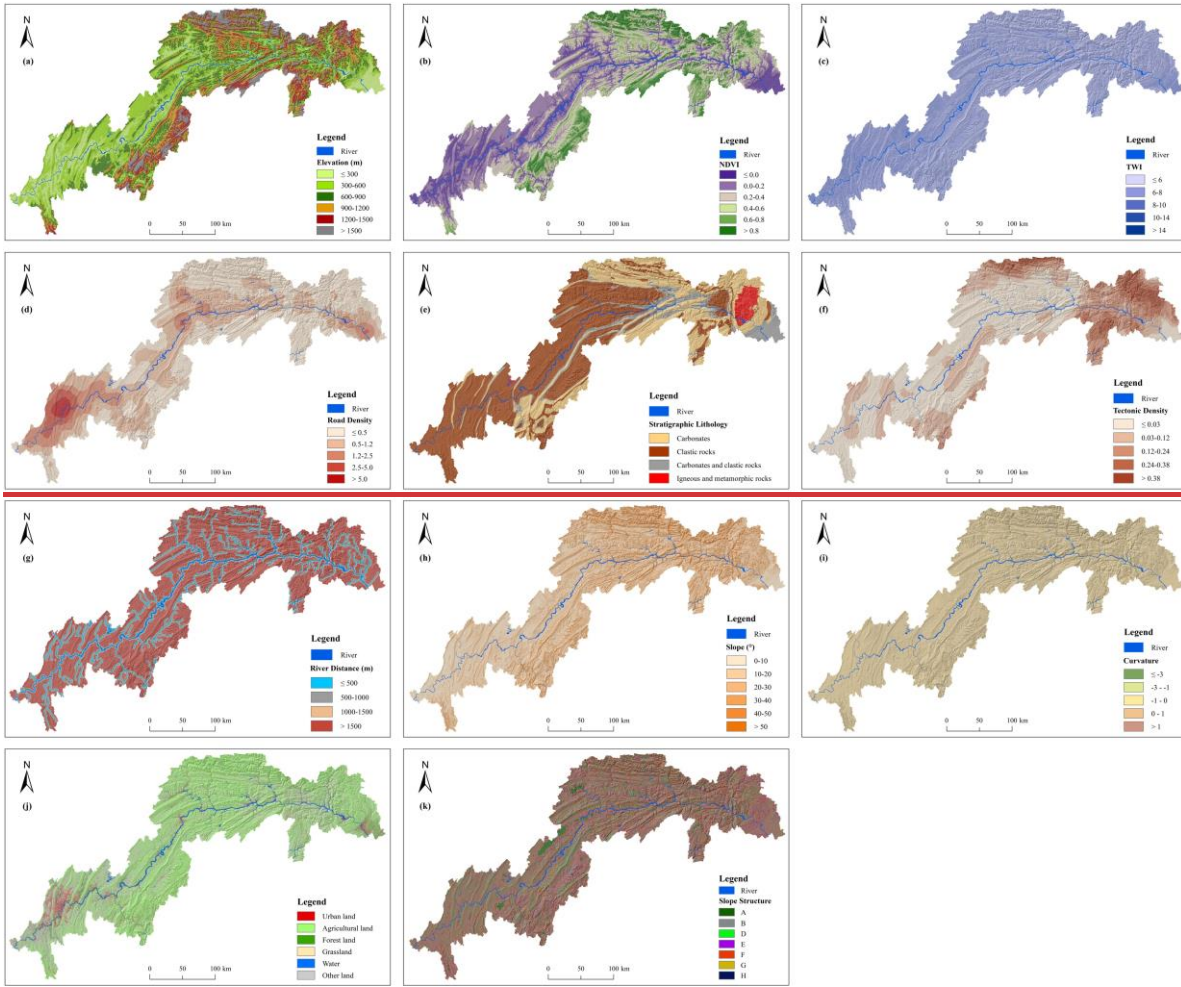 N
(a)
Legend
River
Elevation (m)
≤ 300
300-600
600-900
900-1200
1200-1500
> 1500
0 100 km
N
(b)
Legend
River
NDVI
≤ 0.0
0.0-0.2
0.2-0.4
0.4-0.6
0.6-0.8
> 0.8
0 100 km
N
(c)
Legend
River
TWI
≤ 6
6-8
8-10
10-14
> 14
0 100 km
N
(d)
Legend
River
Road Density
≤ 0.5
0.5-1.2
1.2-2.5
2.5-5.0
> 5.0
0 50 100 km
N
(e)
Legend
River
Stratigraphic Lithology
Carbonates
Clastic rocks
Carbonates and clastic rocks
Igneous and metamorphic rocks
0 50 100 km
N
(f)
Legend
River
Tectonic Density
≤ 0.03
0.03-0.12
0.12-0.24
0.24-0.38
> 0.38
0 50 100 km
N
(g)
Legend
River
River Distance (m)
≤ 500
500-1000
1000-1500
> 1500
0 50 100 km
N
(h)
Legend
River
Slope (°)
0-10
10-20
20-30
30-40
40-50
> 50
0 50 100 km
N
(i)
Legend
River
Curvature
≤ -3
-3 - -1
-1 - 0
0 - 1
> 1
0 50 100 km
N
(j)
Legend
Urban land
Agricultural land
Forest land
Grassland
Water
Other land
0 50 100 km
N
(k)
Legend
River
Slope Structure
A
B
D
E
F
G
H
0 50 100 km